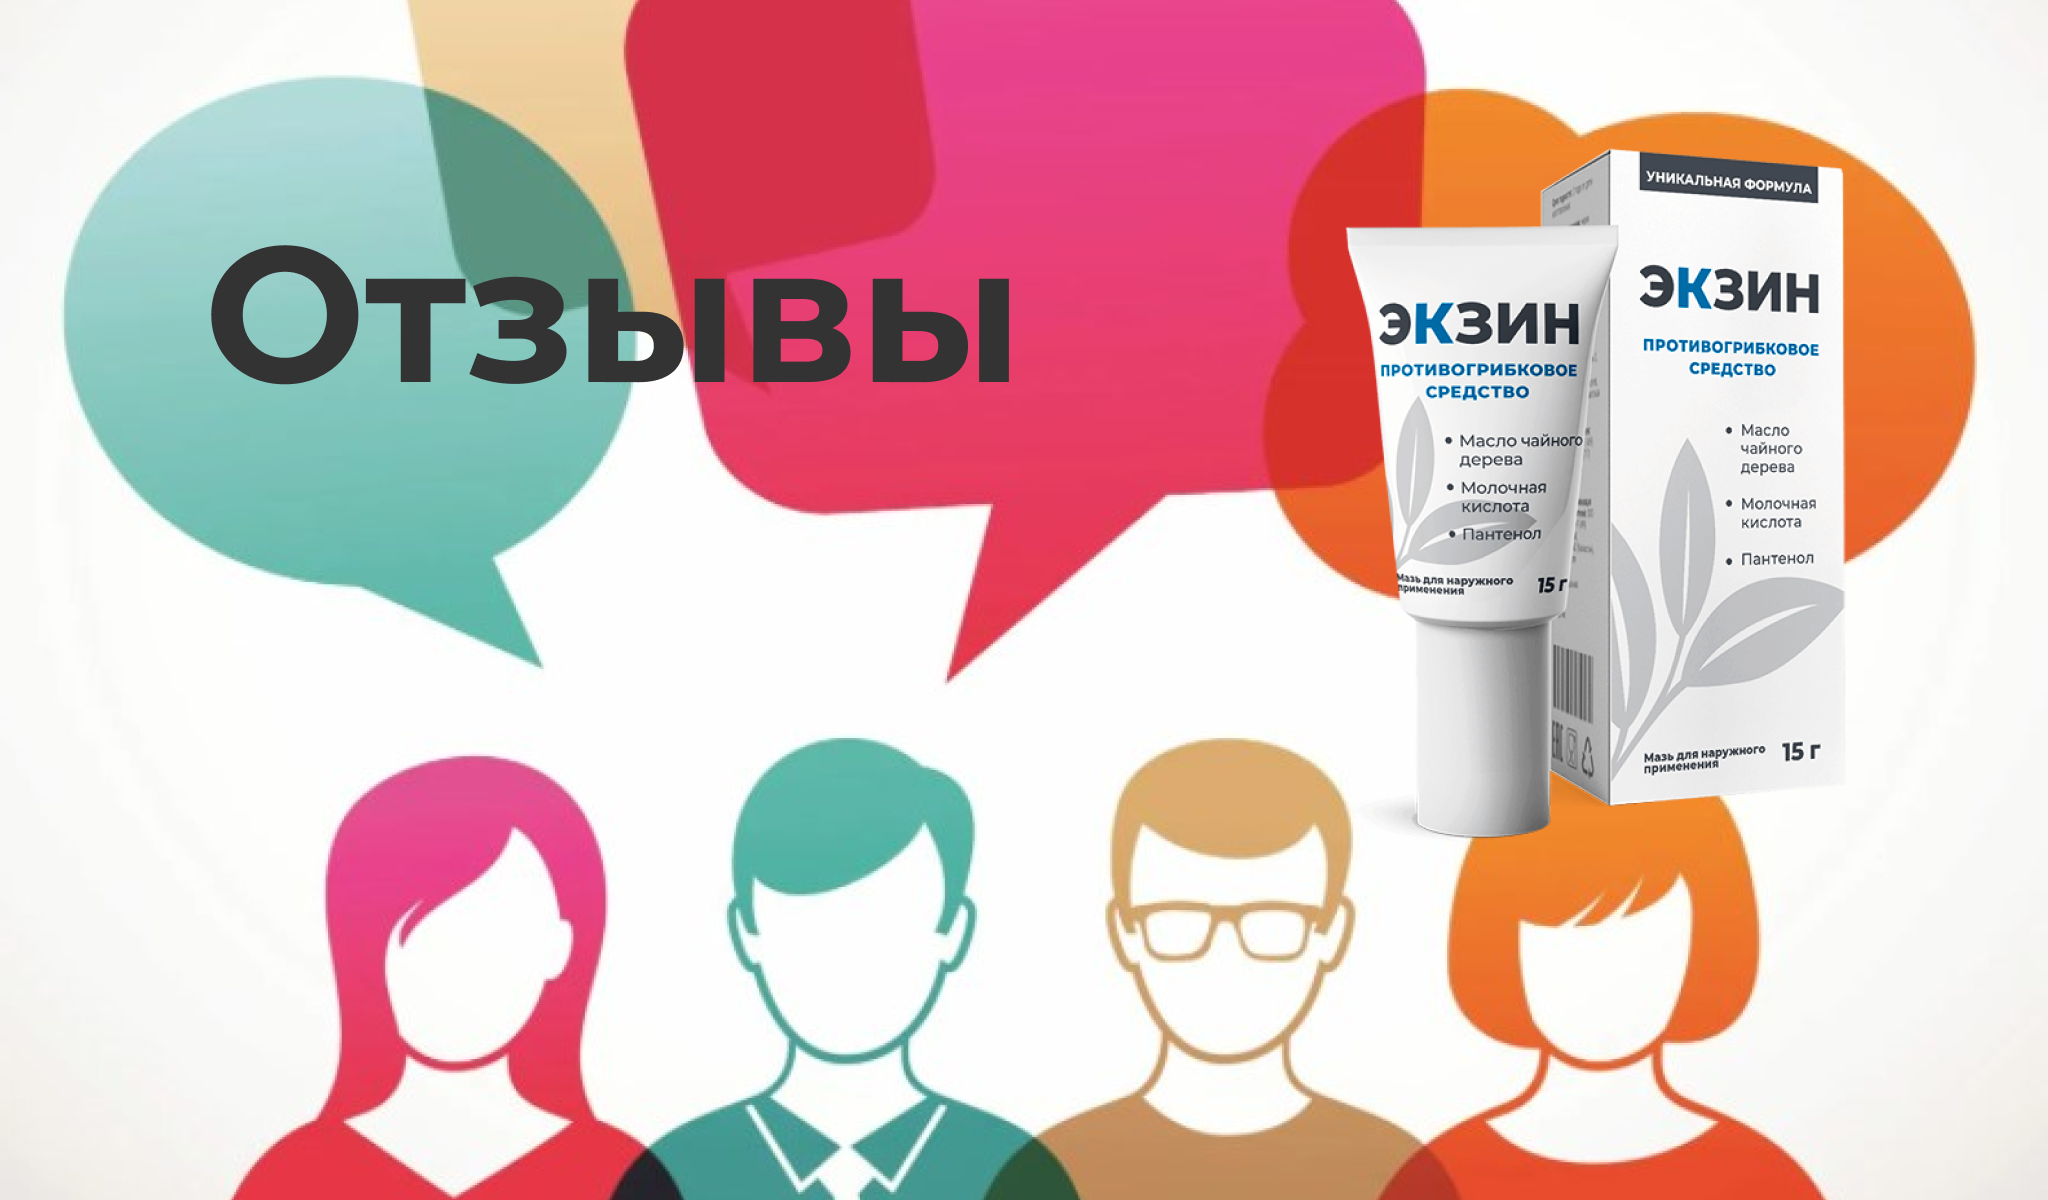 Отзывы
ЭКЗИН
ПРОТИВОГРИБКОВОЕ
СРЕДСТВО
• Масло чайного
дерева
• Молочная
кислота
• Пантенол
Мазь для наружного
применения
15 г
УНИКАЛЬНАЯ ФОРМУЛА
ЭКЗИН
ПРОТИВОГРИБКОВОЕ
СРЕДСТВО
• Масло
чайного
дерева
• Молочная
кислота
• Пантенол
Мазь для наружного
применения
15 г
EAC